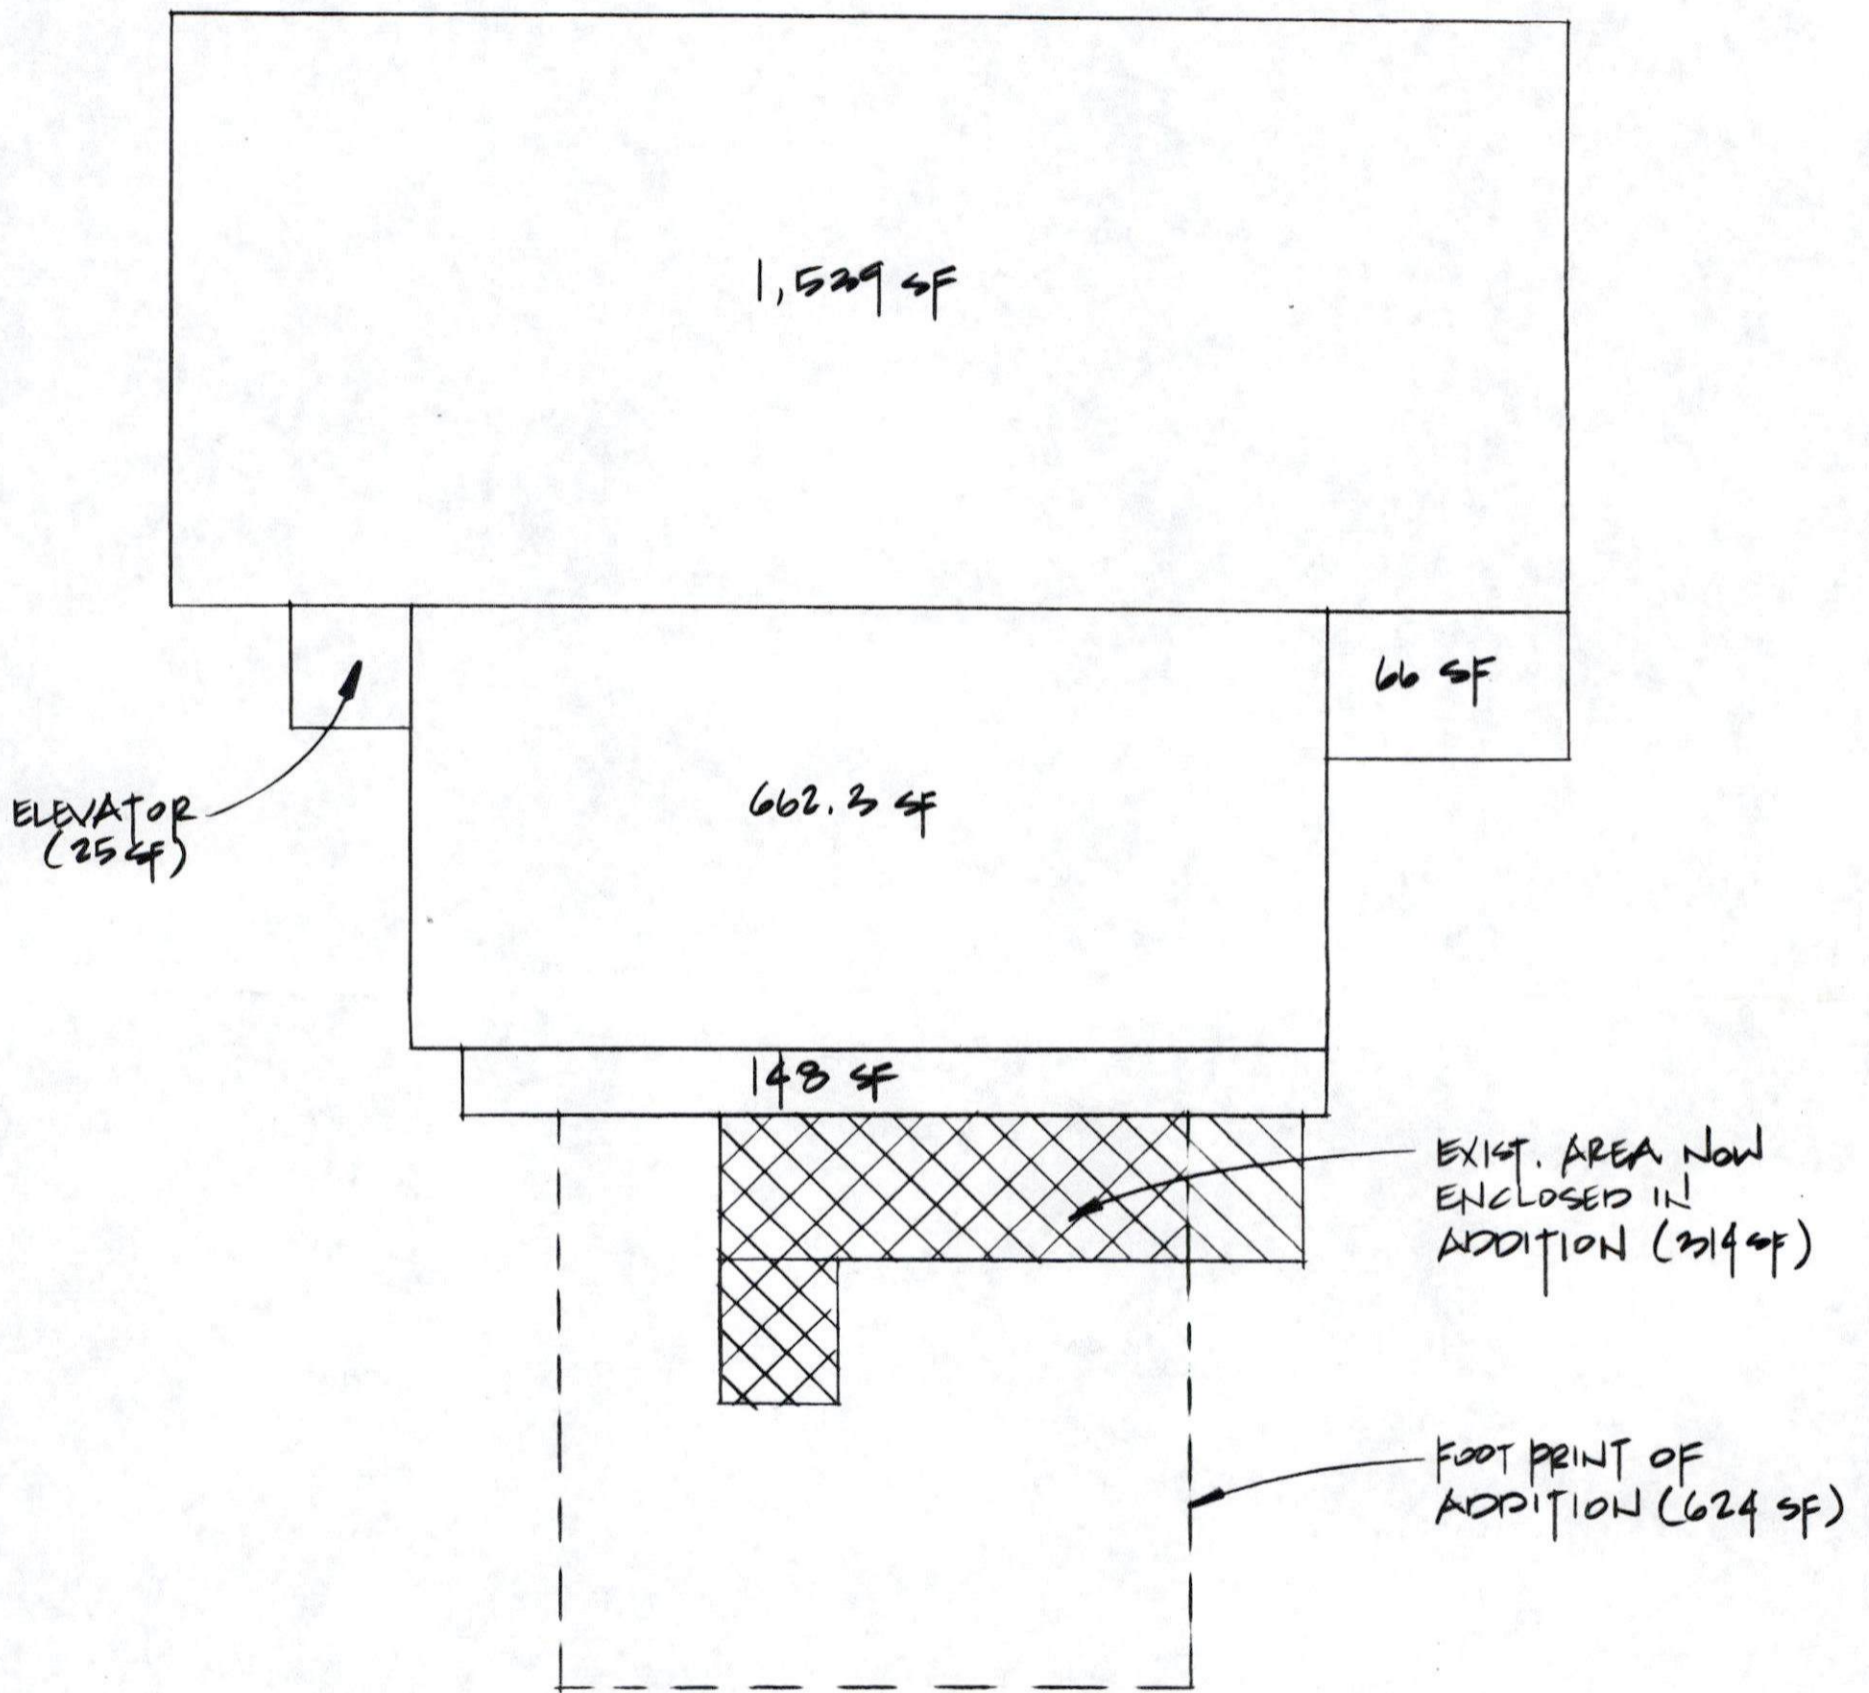 1,539 SF
66 SF
662.3 SF
ELEVATOR
(25 SF)
148 SF
EXIST. AREA NOW
ENCLOSED IN
ADDITION (314 SF)
FOOT PRINT OF
ADDITION (624 SF)